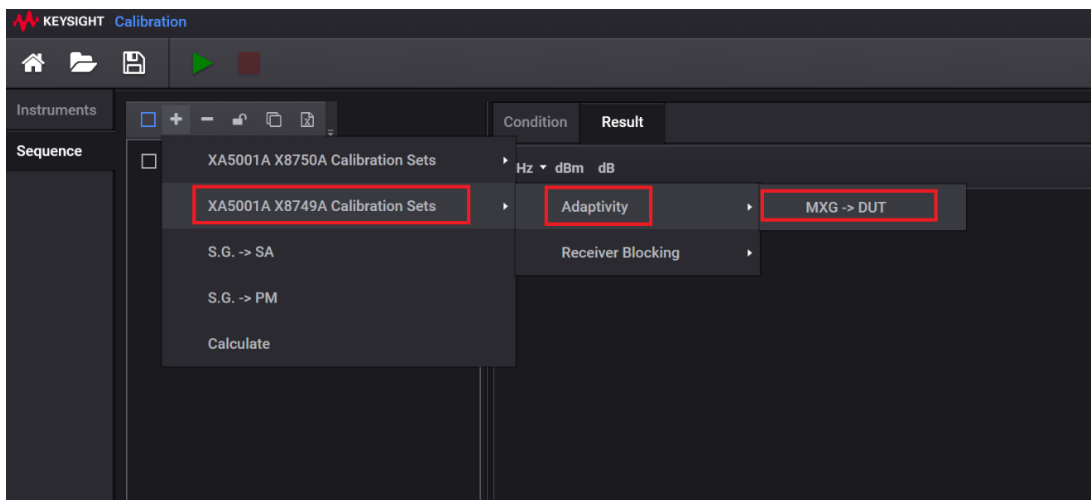 KEYSIGHT Calibration
Instruments
Sequence
Condition Result
Hz dBm dB
XA5001A X8750A Calibration Sets
XA5001A X8749A Calibration Sets
S.G. -> SA
S.G. -> PM
Calculate
Adaptivity
Receiver Blocking
MXG -> DUT